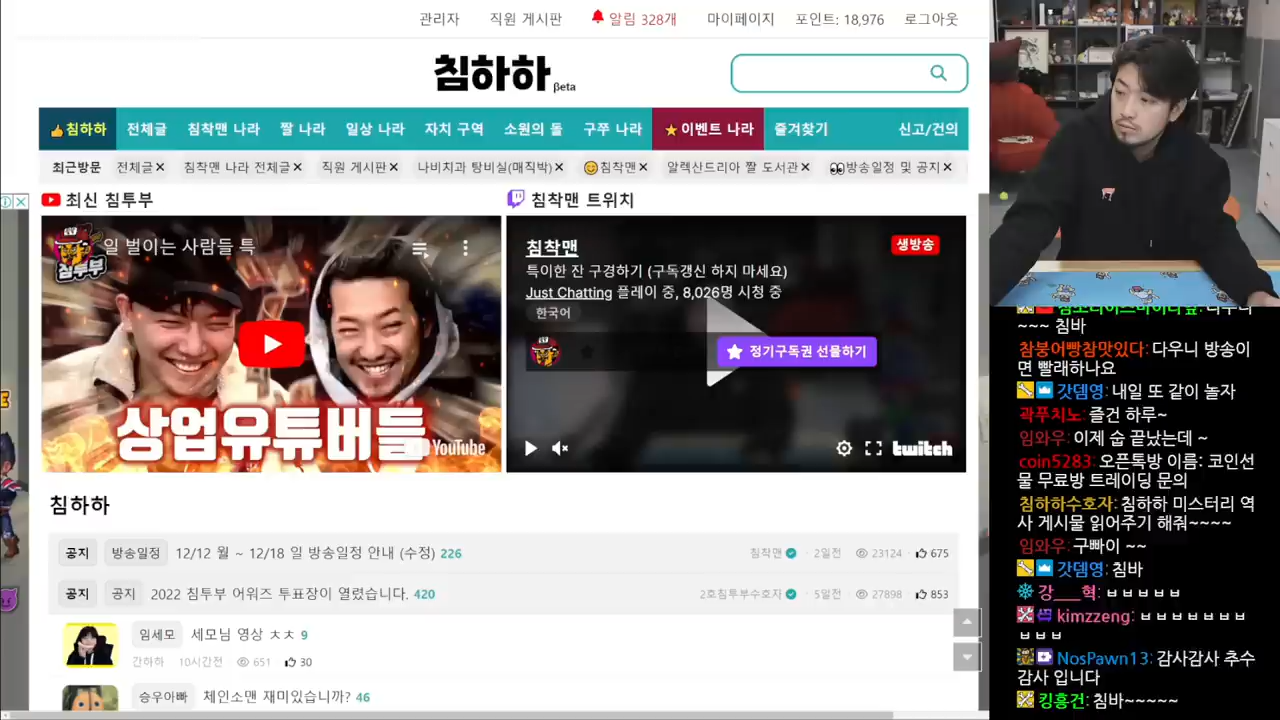 관리자 직원 게시판 알림 328개 마이페이지 포인트: 18,976 로그아웃
침하하 βeta
👍침하하 전체글 침착맨 나라 짤 나라 일상 나라 자치 구역 소원의 돌 구쭈 나라 ★이벤트 나라 즐겨찾기 신고/건의
최근방문 전체글✕ 침착맨 나라 전체글✕ 직원 게시판✕ 나비치과 탕비실(매직박)✕ 침착맨✕ 알렉산드리아 짤 도서관✕ 👀방송일정 및 공지✕
최신 침투부
침착맨 트위치
침투부
일 벌이는 사람들 특
상업유튜버들
YouTube
침착맨
생방송
특이한 잔 구경하기 (구독갱신 하지 마세요)
Just Chatting 플레이 중, 8,026명 시청 중
한국어
정기구독권 선물하기
twitch
침하하
공지 방송일정 12/12 월 ~ 12/18 일 방송일정 안내 (수정) 226 침착맨 · 2일전 · 23124 · 675
공지 공지 2022 침투부 어워즈 투표장이 열렸습니다. 420 2호침투부수호자 · 5일전 · 27898 · 853
임세모 세모님 영상 ㅊㅊ 9
간하하 10시간전 651 30
승우아빠 체인소맨 재미있습니까? 46
~~~ 침바
참붕어빵참맛있다: 다우니 방송이
면 빨래하나요
갓뎀영: 내일 또 같이 놀자
곽푸치노: 즐건 하루~
임와우: 이제 숩 끝났는데 ~
coin5283: 오픈톡방 이름: 코인선
물 무료방 트레이딩 문의
침하하수호자: 침하하 미스터리 역
사 게시물 읽어주기 해줘~~~~
임와우: 구빠이 ~~
갓뎀영: 침바
강___혁: ㅂㅂㅂㅂㅂ
kimzzeng: ㅂㅂㅂㅂㅂㅂㅂ
ㅂㅂㅂ
NosPawn13: 감사감사 추수
감사 입니다
킹흥건: 침바~~~~~